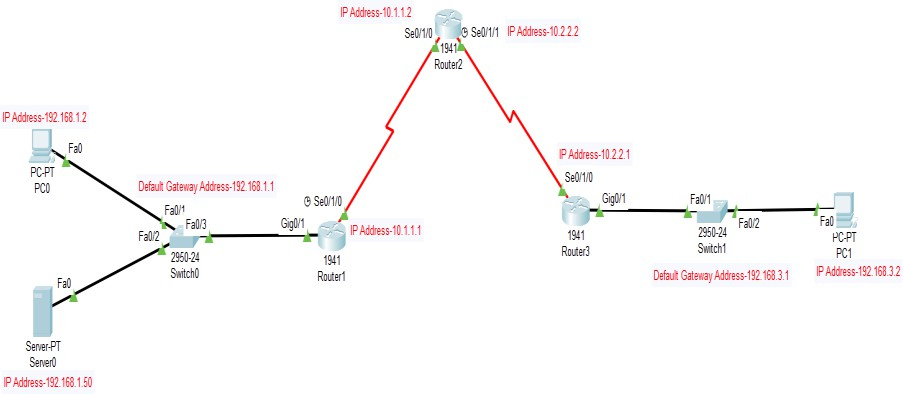 IP Address-10.1.1.2
Se0/1/0
Se0/1/1
IP Address-10.2.2.2
1941
Router2
IP Address-192.168.1.2
Fa0
PC-PT
PC0
Default Gateway Address-192.168.1.1
Fa0/1
Fa0/3
Fa0/2
2950-24
Switch0
Se0/1/0
Gig0/1
IP Address-10.1.1.1
1941
Router1
Fa0
Server-PT
Server0
IP Address-192.168.1.50
IP Address-10.2.2.1
Se0/1/0
Gig0/1
1941
Router3
Fa0/1
Fa0/2
2950-24
Switch1
Fa0
PC-PT
PC1
Default Gateway Address-192.168.3.1
IP Address-192.168.3.2